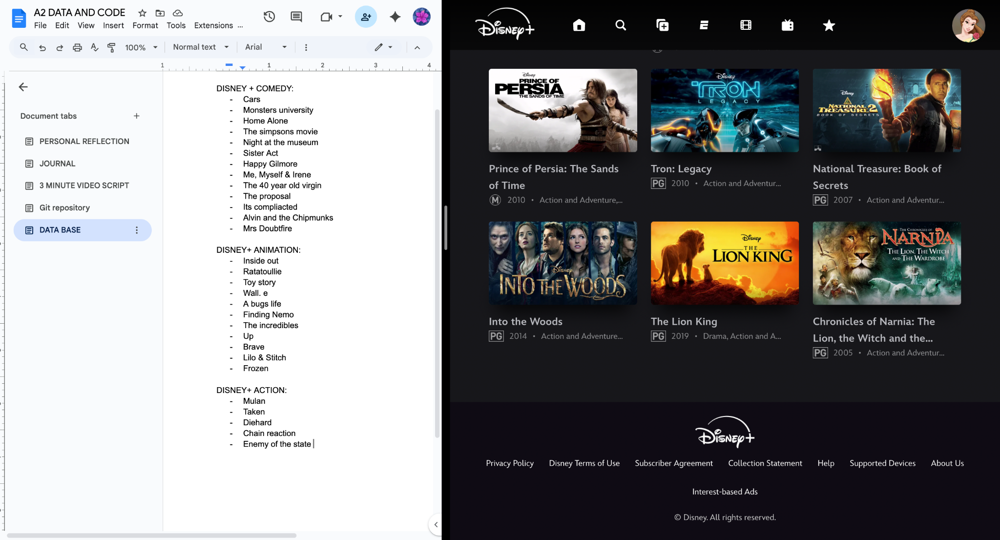 A2 DATA AND CODE
File Edit View Insert Format Tools Extensions ...
100% Normal text Arial
1 1 2 3 4
Document tabs
PERSONAL REFLECTION
JOURNAL
3 MINUTE VIDEO SCRIPT
Git repository
DATA BASE
DISNEY + COMEDY:
- Cars
- Monsters university
- Home Alone
- The simpsons movie
- Night at the museum
- Sister Act
- Happy Gilmore
- Me, Myself & Irene
- The 40 year old virgin
- The proposal
- Its compliacted
- Alvin and the Chipmunks
- Mrs Doubtfire
DISNEY+ ANIMATION:
- Inside out
- Ratatoullie
- Toy story
- Wall. e
- A bugs life
- Finding Nemo
- The incredibles
- Up
- Brave
- Lilo & Stitch
- Frozen
DISNEY+ ACTION:
- Mulan
- Taken
- Diehard
- Chain reaction
- Enemy of the state
Disney+
Disney
PRINCE OF
PERSIA
THE SANDS OF TIME
Disney
TRON
LEGACY
Disney
NATIONAL
TREASURE 2
BOOK OF SECRETS
Prince of Persia: The Sands
of Time
M 2010 • Action and Adventure,...
Tron: Legacy
PG 2010 • Action and Adventur...
National Treasure: Book of
Secrets
PG 2007 • Action and Adventur...
Disney
INTO THE WOODS
Disney
THE
LION KING
THE CHRONICLES OF
NARNIA
THE LION, THE WITCH
AND THE WARDROBE
Into the Woods
PG 2014 • Action and Adventure...
The Lion King
PG 2019 • Drama, Action and A...
Chronicles of Narnia: The
Lion, the Witch and the...
PG 2005 • Action and Adventur...
Disney+
Privacy Policy Disney Terms of Use Subscriber Agreement Collection Statement Help Supported Devices About Us
Interest-based Ads
© Disney. All rights reserved.